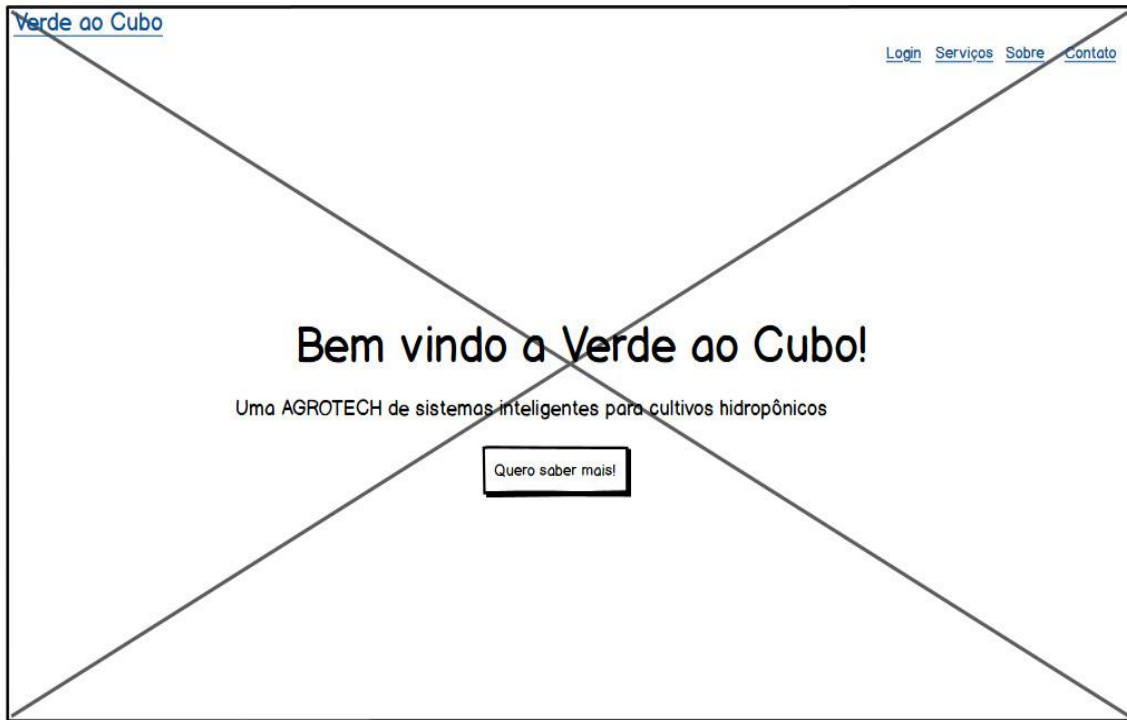 Verde ao Cubo
Login Serviços Sobre Contato
Bem vindo a Verde ao Cubo!
Uma AGROTECH de sistemas inteligentes para cultivos hidropônicos
Quero saber mais!